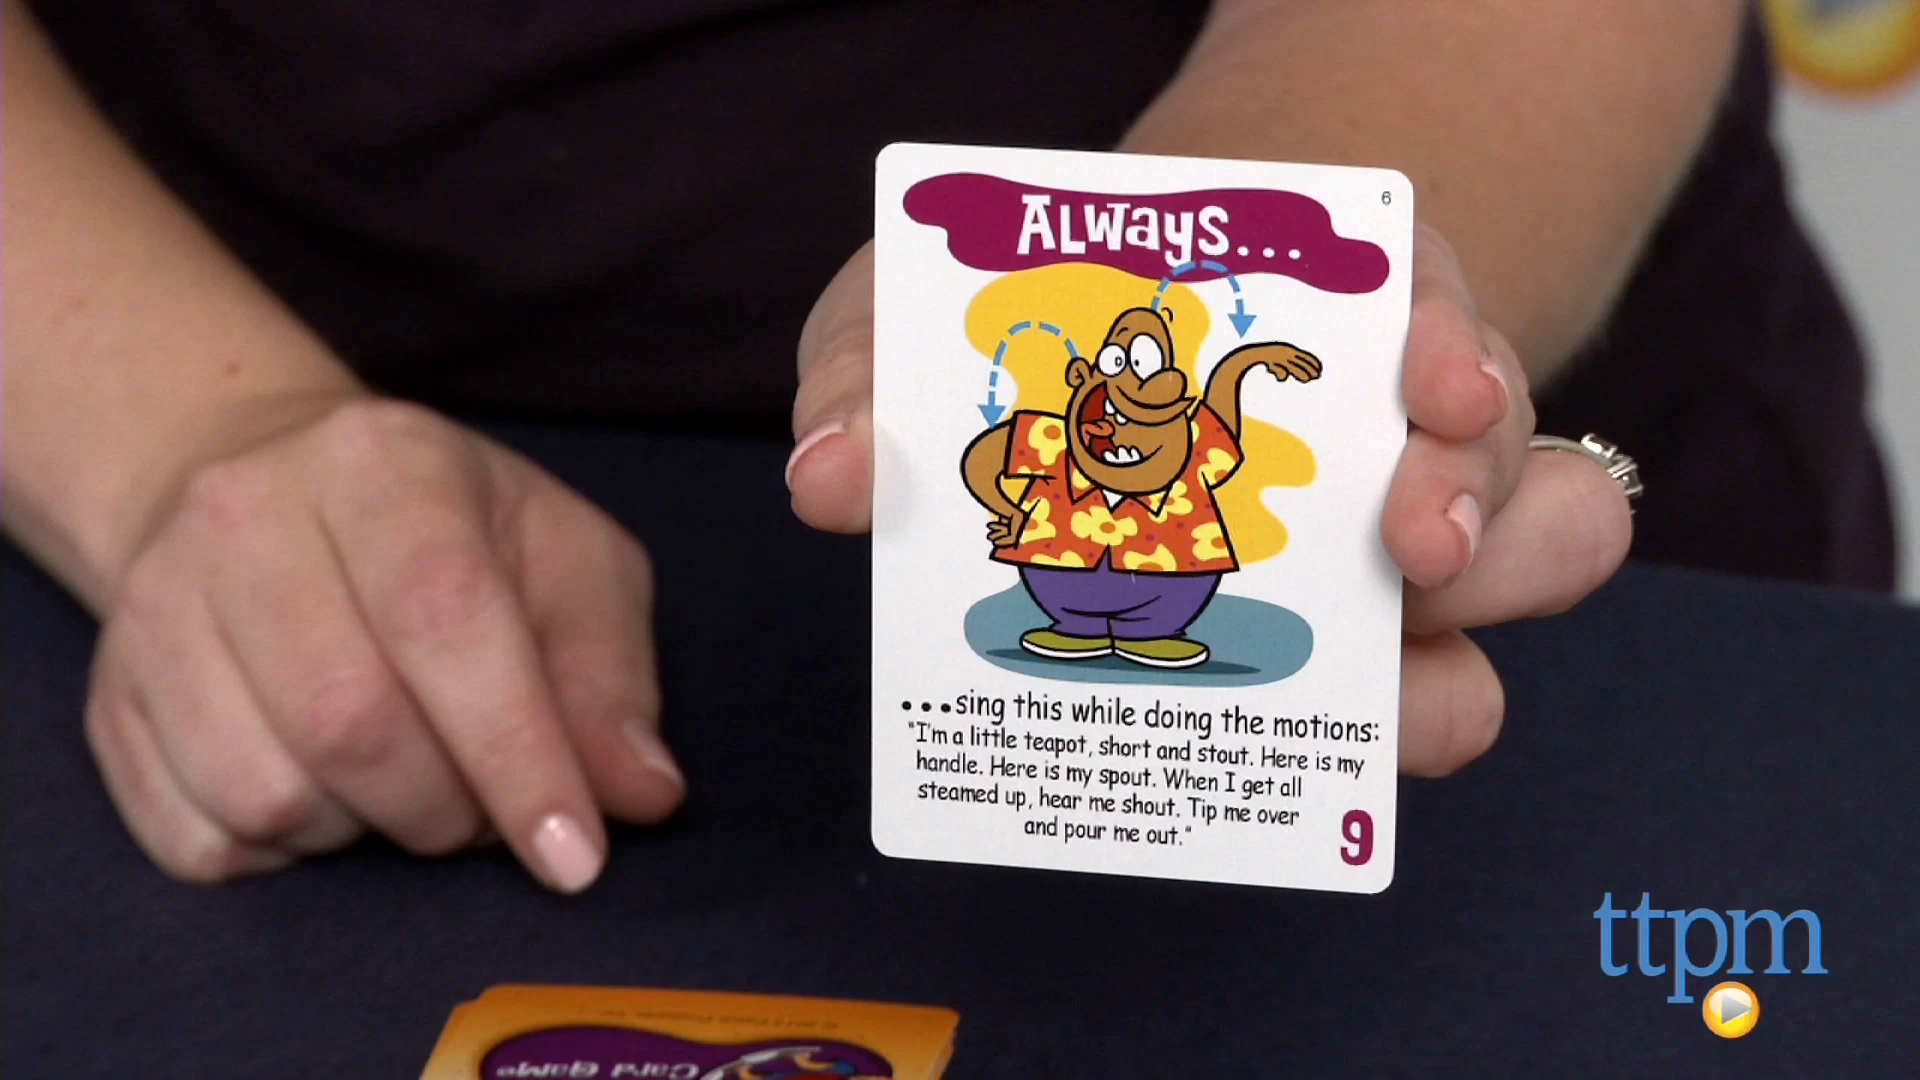 6
ALWays...
...sing this while doing the motions:
"I'm a little teapot, short and stout. Here is my
handle. Here is my spout. When I get all
steamed up, hear me shout. Tip me over
and pour me out."
9
ttpm
Card Game